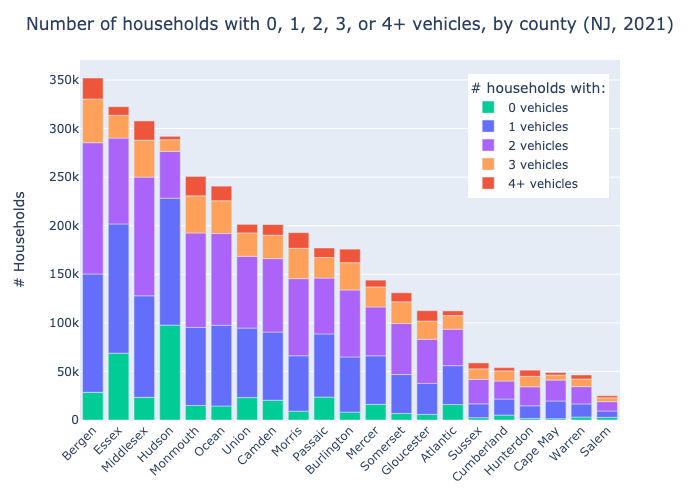 Number of households with 0, 1, 2, 3, or 4+ vehicles, by county (NJ, 2021)
# households with:
0 vehicles
1 vehicles
2 vehicles
3 vehicles
4+ vehicles
# Households
350k
300k
250k
200k
150k
100k
50k
0
Bergen
Essex
Middlesex
Hudson
Monmouth
Ocean
Union
Camden
Morris
Passaic
Burlington
Mercer
Somerset
Gloucester
Atlantic
Sussex
Cumberland
Hunterdon
Cape May
Warren
Salem